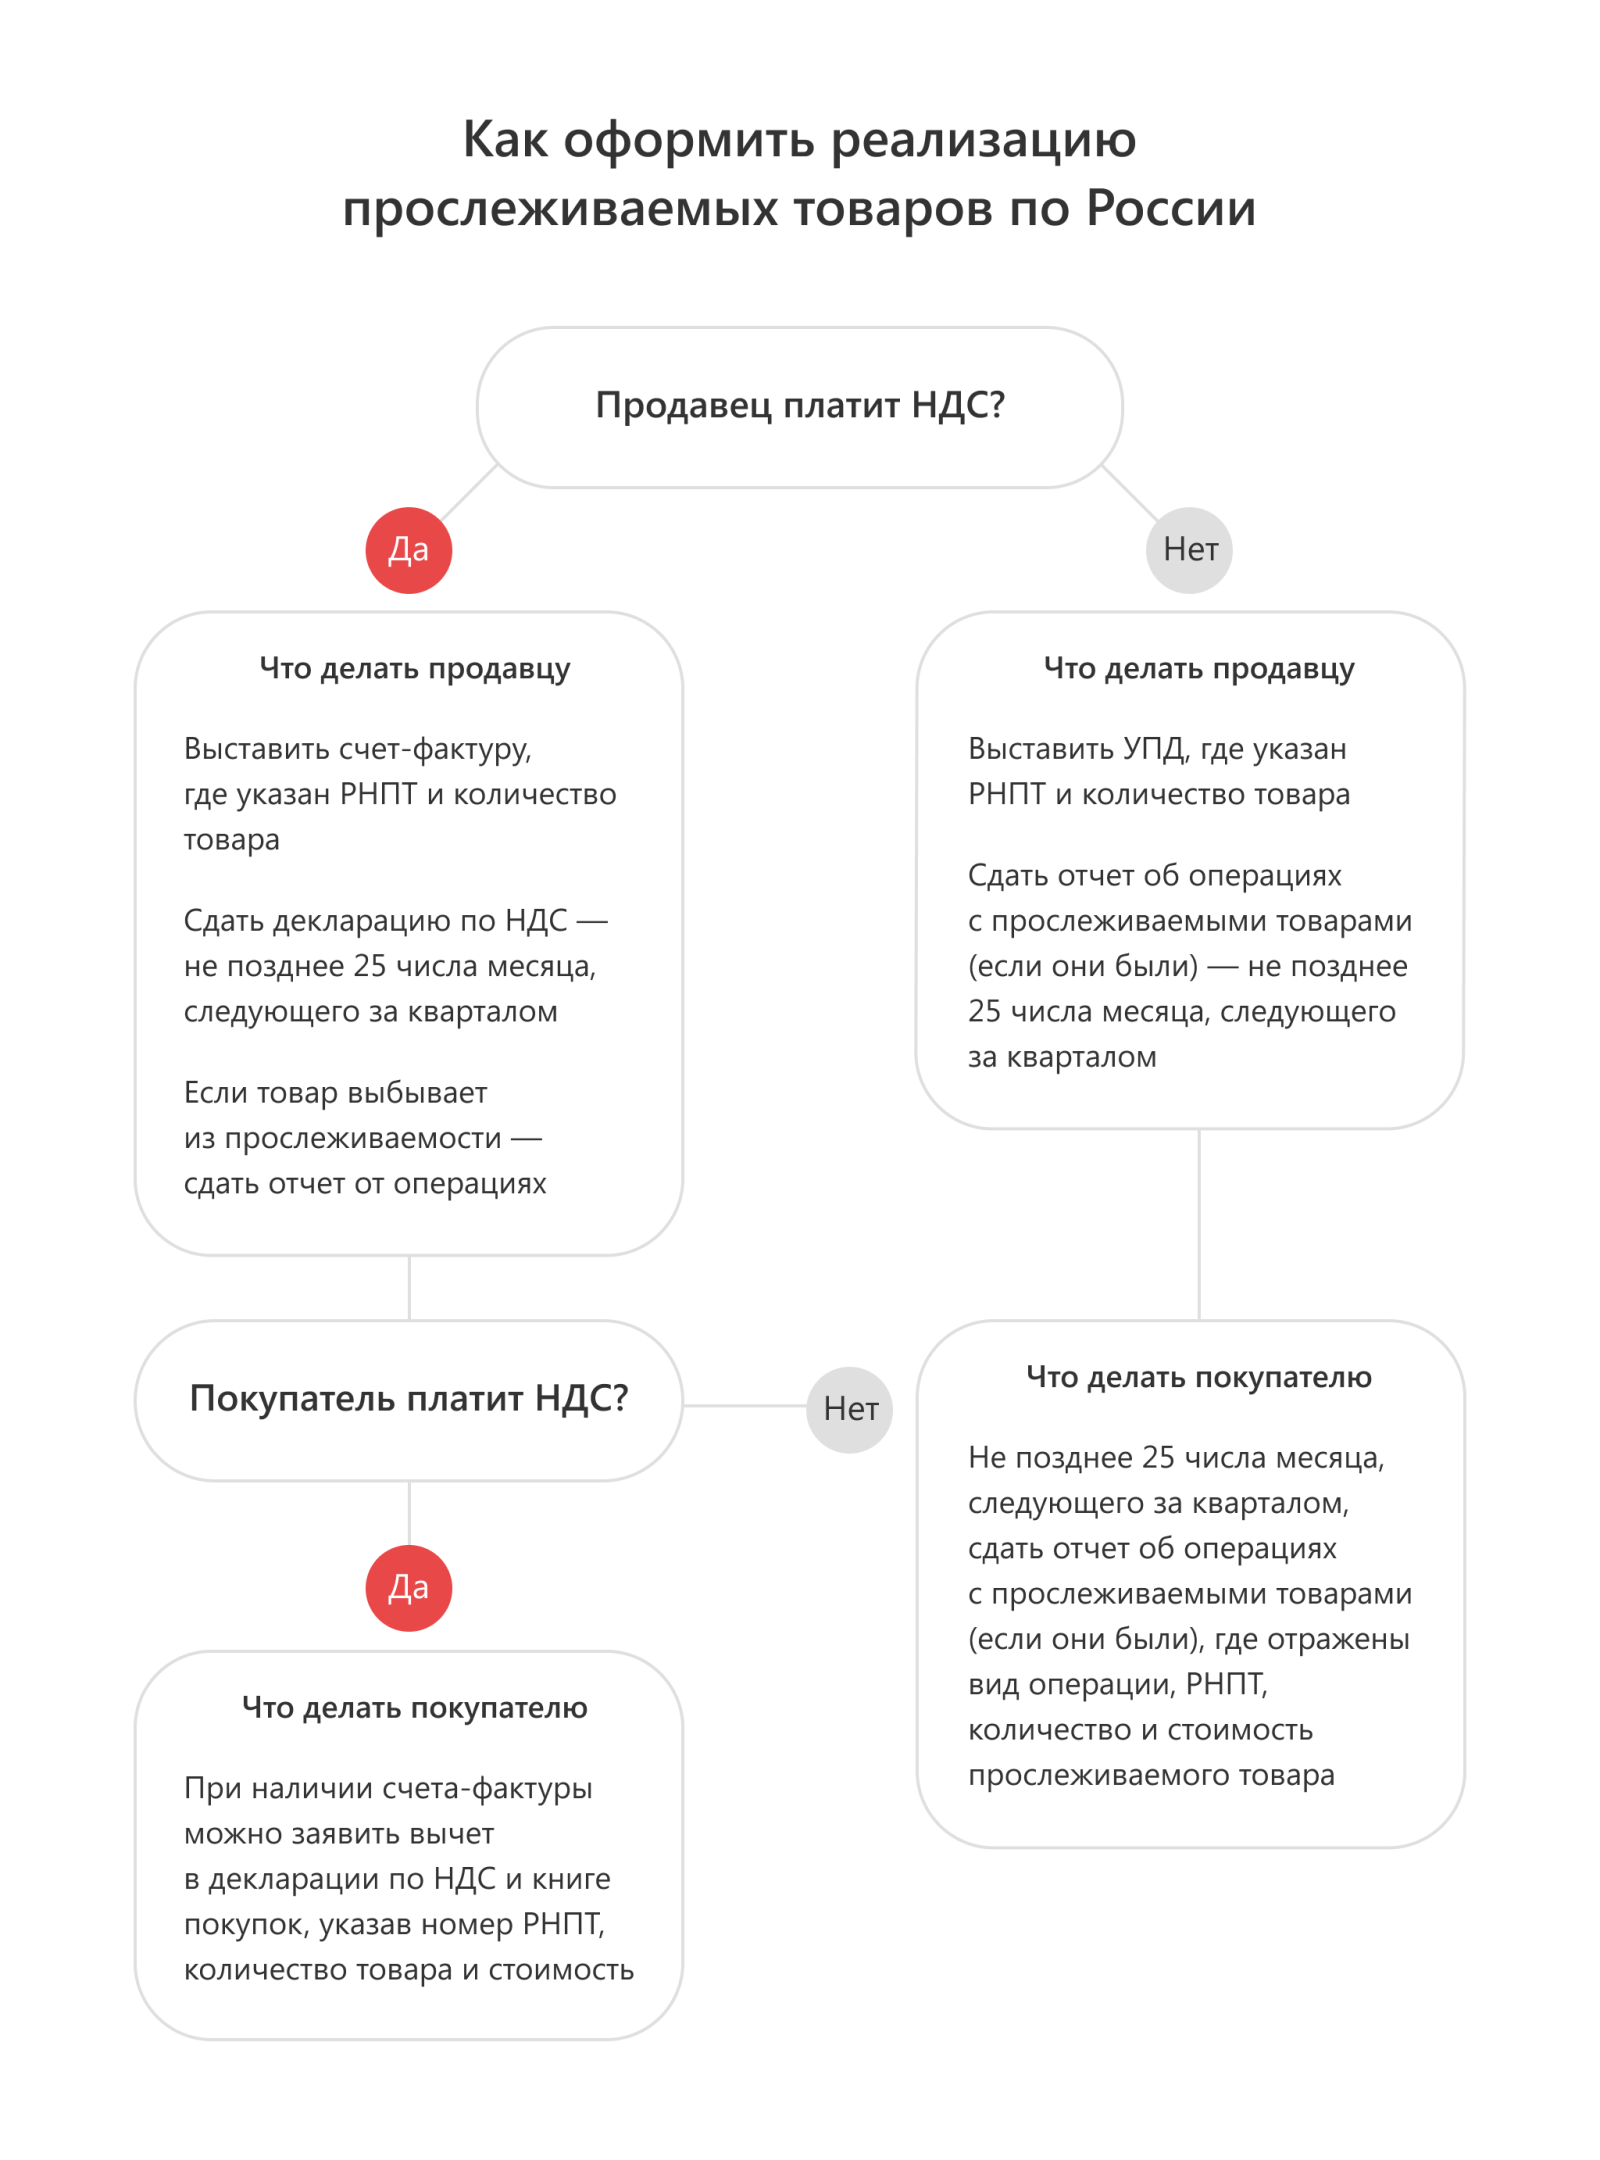 Как оформить реализацию
прослеживаемых товаров по России
Продавец платит НДС?
Да
Нет
Что делать продавцу
Выставить счет-фактуру,
где указан РНПТ и количество
товара
Сдать декларацию по НДС —
не позднее 25 числа месяца,
следующего за кварталом
Если товар выбывает
из прослеживаемости —
сдать отчет от операциях
Что делать продавцу
Выставить УПД, где указан
РНПТ и количество товара
Сдать отчет об операциях
с прослеживаемыми товарами
(если они были) — не позднее
25 числа месяца, следующего
за кварталом
Покупатель платит НДС?
Нет
Да
Что делать покупателю
Не позднее 25 числа месяца,
следующего за кварталом,
сдать отчет об операциях
с прослеживаемыми товарами
(если они были), где отражены
вид операции, РНПТ,
количество и стоимость
прослеживаемого товара
Что делать покупателю
При наличии счета-фактуры
можно заявить вычет
в декларации по НДС и книге
покупок, указав номер РНПТ,
количество товара и стоимость